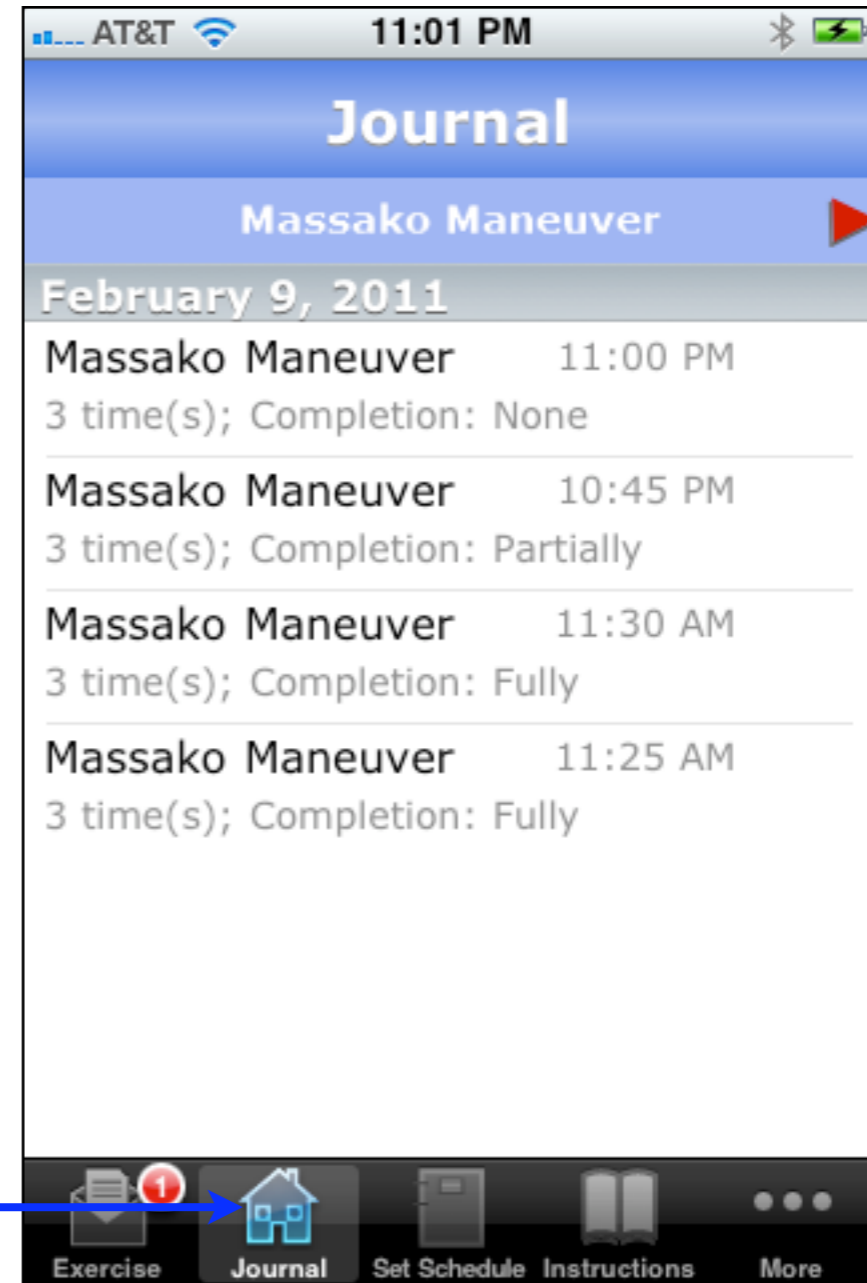 AT&T 11:01 PM
Journal
Massako Maneuver
February 9, 2011
Massako Maneuver 11:00 PM
3 time(s); Completion: None
Massako Maneuver 10:45 PM
3 time(s); Completion: Partially
Massako Maneuver 11:30 AM
3 time(s); Completion: Fully
Massako Maneuver 11:25 AM
3 time(s); Completion: Fully
1
Exercise Journal Set Schedule Instructions More